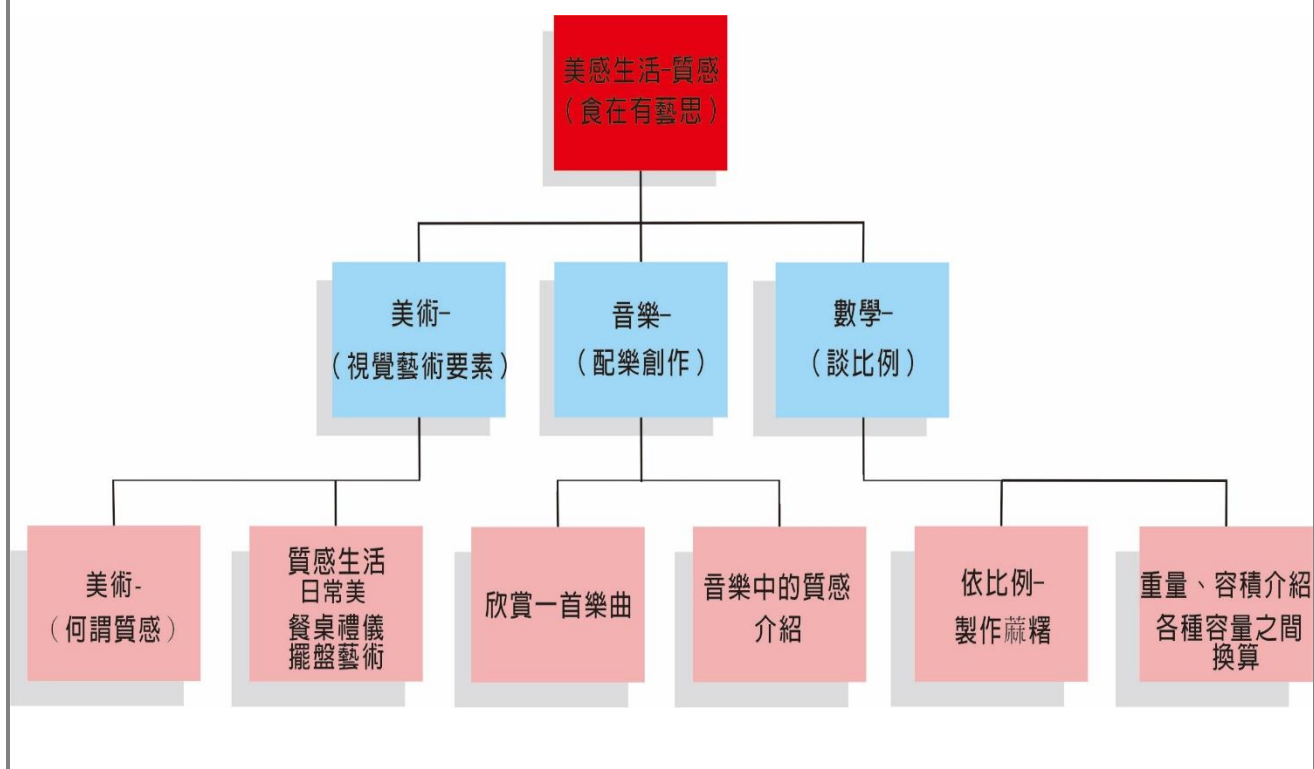 美感生活-質感
（食在有藝思）
美術-
（視覺藝術要素）
音樂-
（配樂創作）
數學-
（談比例）
美術-
（何謂質感）
質感生活
日常美
餐桌禮儀
擺盤藝術
欣賞一首樂曲
音樂中的質感
介紹
依比例-
製作蔴糬
重量、容積介紹
各種容量之間
換算